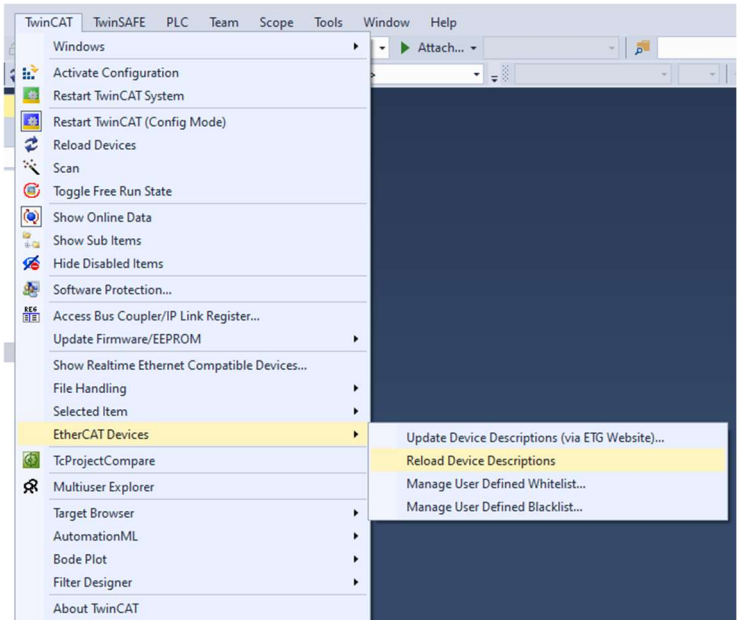 TwinCAT TwinSAFE PLC Team Scope Tools Window Help
Windows
Attach...
Activate Configuration
Restart TwinCAT System
Restart TwinCAT (Config Mode)
Reload Devices
Scan
Toggle Free Run State
Show Online Data
Show Sub Items
Hide Disabled Items
Software Protection...
REG
Access Bus Coupler/IP Link Register...
Update Firmware/EEPROM
Show Realtime Ethernet Compatible Devices...
File Handling
Selected Item
EtherCAT Devices
Update Device Descriptions (via ETG Website)...
Reload Device Descriptions
Manage User Defined Whitelist...
Manage User Defined Blacklist...
TcProjectCompare
Multiuser Explorer
Target Browser
AutomationML
Bode Plot
Filter Designer
About TwinCAT